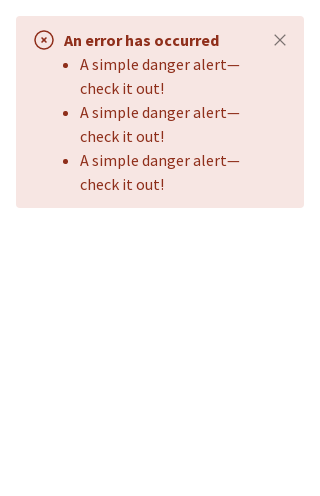 An error has occurred
A simple danger alert—
check it out!
A simple danger alert—
check it out!
A simple danger alert—
check it out!